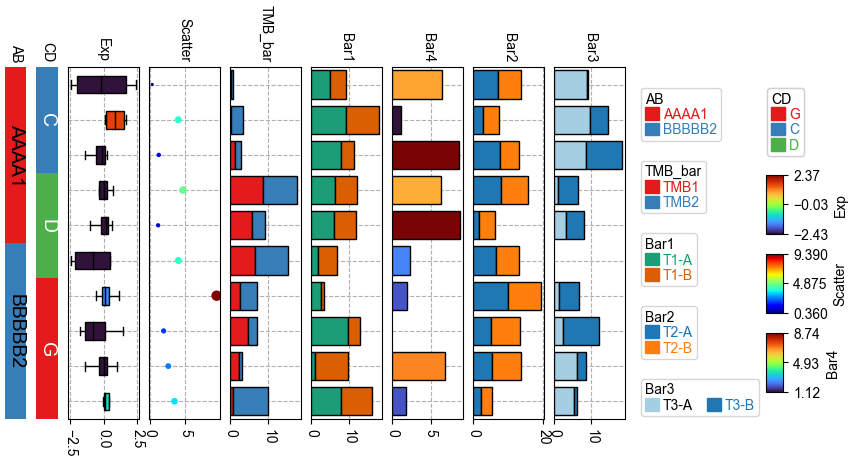 AB
CD
Exp
Scatter
TMB_bar
Bar1
Bar4
Bar2
Bar3
AAAA1
BBBBB2
C
D
G
−2.5
0.0
2.5
0
5
0
10
0
10
0
5
0
20
0
10
AB
AAAA1
BBBBB2
TMB_bar
TMB1
TMB2
Bar1
T1-A
T1-B
Bar2
T2-A
T2-B
Bar3
T3-A
T3-B
CD
G
C
D
2.37
−0.03
−2.43
Exp
9.390
4.875
0.360
Scatter
8.74
4.93
1.12
Bar4